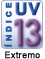 ÍNDICE
UV
13
Extremo